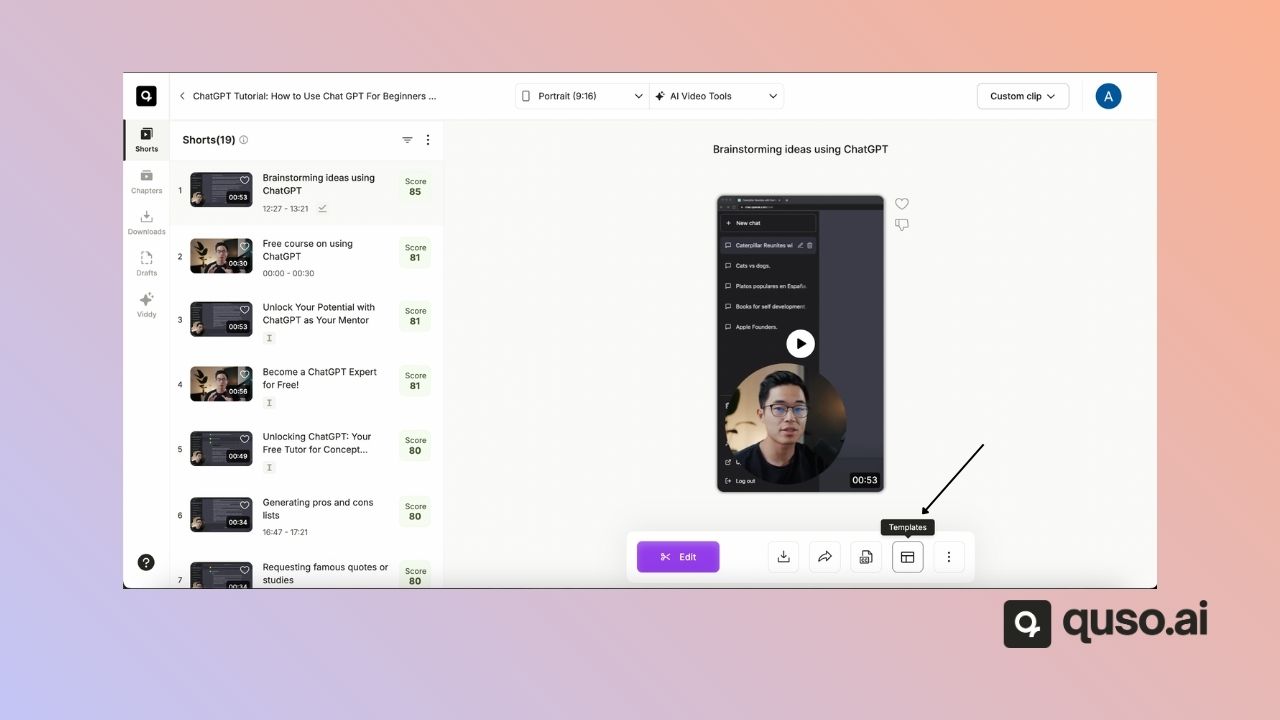 ChatGPT Tutorial: How to Use Chat GPT For Beginners ...
Portrait (9:16)
AI Video Tools
Custom clip
A
Shorts
Chapters
Downloads
Drafts
Viddy
?
Shorts(19)
1
00:53
Brainstorming ideas using
ChatGPT
12:27 - 13:21
Score
85
2
00:30
Free course on using
ChatGPT
00:00 - 00:30
Score
81
3
00:53
Unlock Your Potential with
ChatGPT as Your Mentor
Score
81
4
00:56
Become a ChatGPT Expert
for Free!
Score
81
5
00:49
Unlocking ChatGPT: Your
Free Tutor for Concept...
Score
80
6
00:34
Generating pros and cons
lists
16:47 - 17:21
Score
80
7
00:34
Requesting famous quotes or
studies
Score
80
Brainstorming ideas using ChatGPT
+ New chat
Caterpillar Reunites wi
Cats vs dogs.
Platos populares en España.
Books for self development.
Apple Founders.
Log out
00:53
Templates
Edit
quso.ai